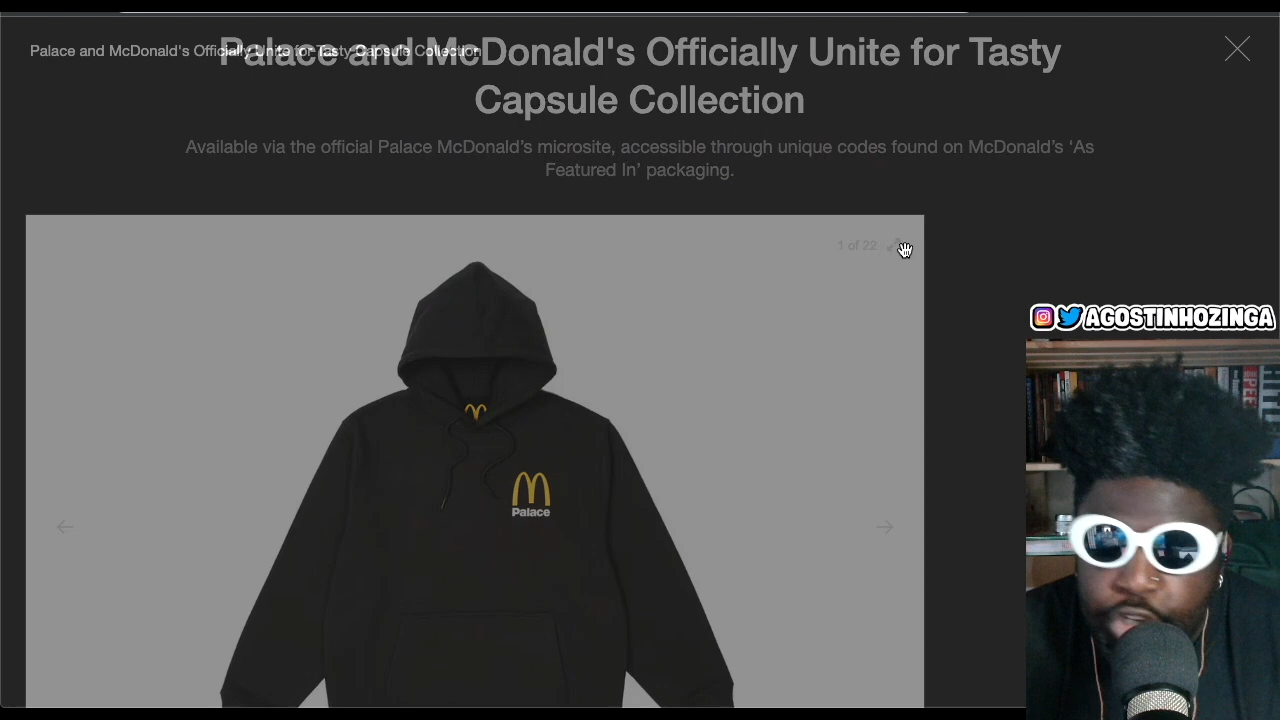 Palace and McDonald's Officially Unite for Tasty Capsule Collection
Palace and McDonald's Officially Unite for Tasty
Capsule Collection
Available via the official Palace McDonald’s microsite, accessible through unique codes found on McDonald’s ‘As
Featured In’ packaging.
1 of 22
Palace
AGOSTINHOZINGA